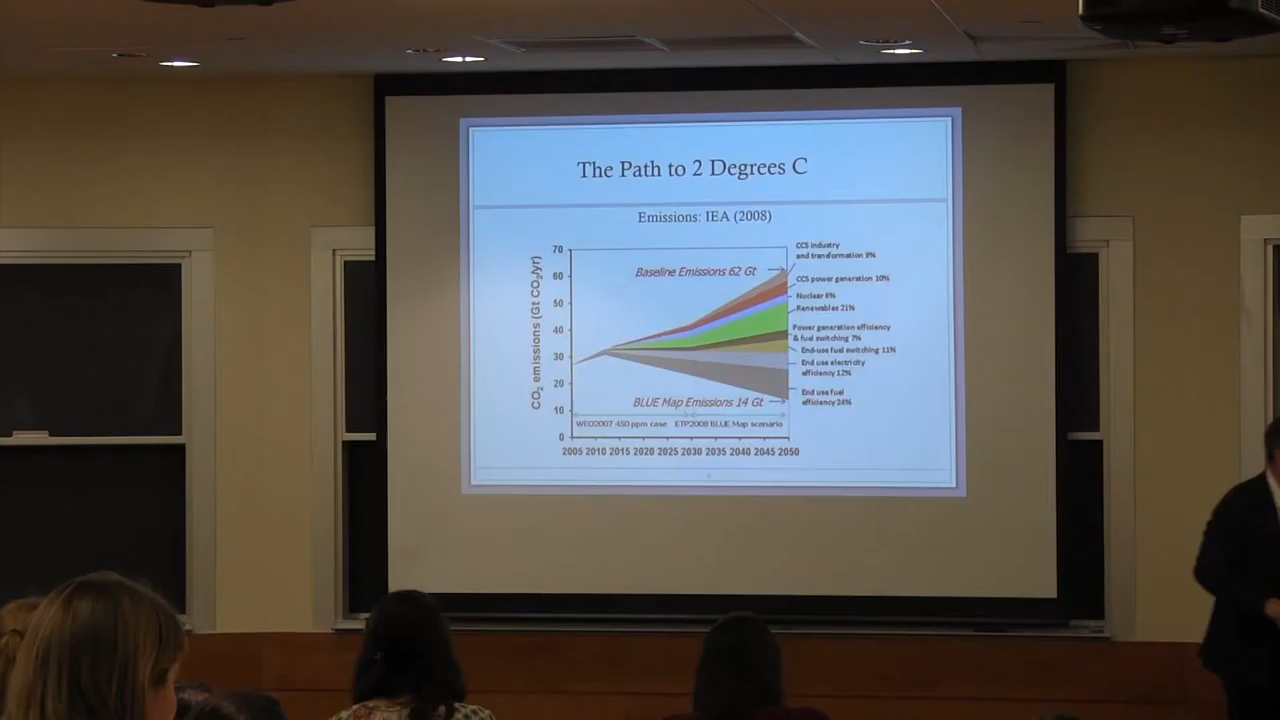 The Path to 2 Degrees C
Emissions: IEA (2008)
CO2 emissions (Gt CO2/yr)
70
60
50
40
30
20
10
0
Baseline Emissions 62 Gt
BLUE Map Emissions 14 Gt
WEO2007 450 ppm case
ETP2008 BLUE Map scenario
2005 2010 2015 2020 2025 2030 2035 2040 2045 2050
CCS industry
and transformation 9%
CCS power generation 10%
Nuclear 6%
Renewables 21%
Power generation efficiency
& fuel switching 7%
End-use fuel switching 11%
End use electricity
efficiency 12%
End use fuel
efficiency 24%